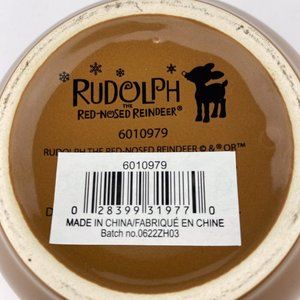 RUDOLPH
THE
RED-NOSED REINDEER®
6010979
RUDOLPH THE RED-NOSED REINDEER © & ® OR™
6010979
0 28399 31977 0
MADE IN CHINA/FABRIQUÉ EN CHINE
Batch no.0622ZH03